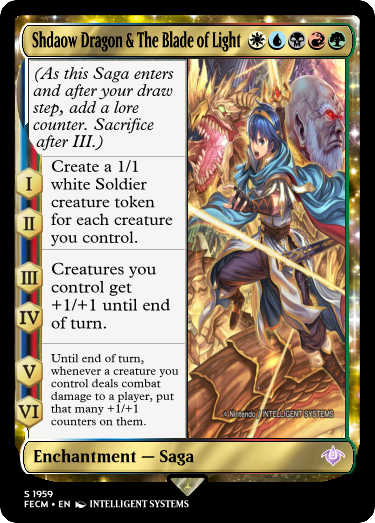 Shdaow Dragon & The Blade of Light
(As this Saga enters
and after your draw
step, add a lore
counter. Sacrifice
after III.)
I
II
Create a 1/1
white Soldier
creature token
for each creature
you control.
III
IV
Creatures you
control get
+1/+1 until end
of turn.
V
VI
Until end of turn,
whenever a creature you
control deals combat
damage to a player, put
that many +1/+1
counters on them.
© Nintendo / INTELLIGENT SYSTEMS
Enchantment — Saga
S 1959
FECM • EN INTELLIGENT SYSTEMS